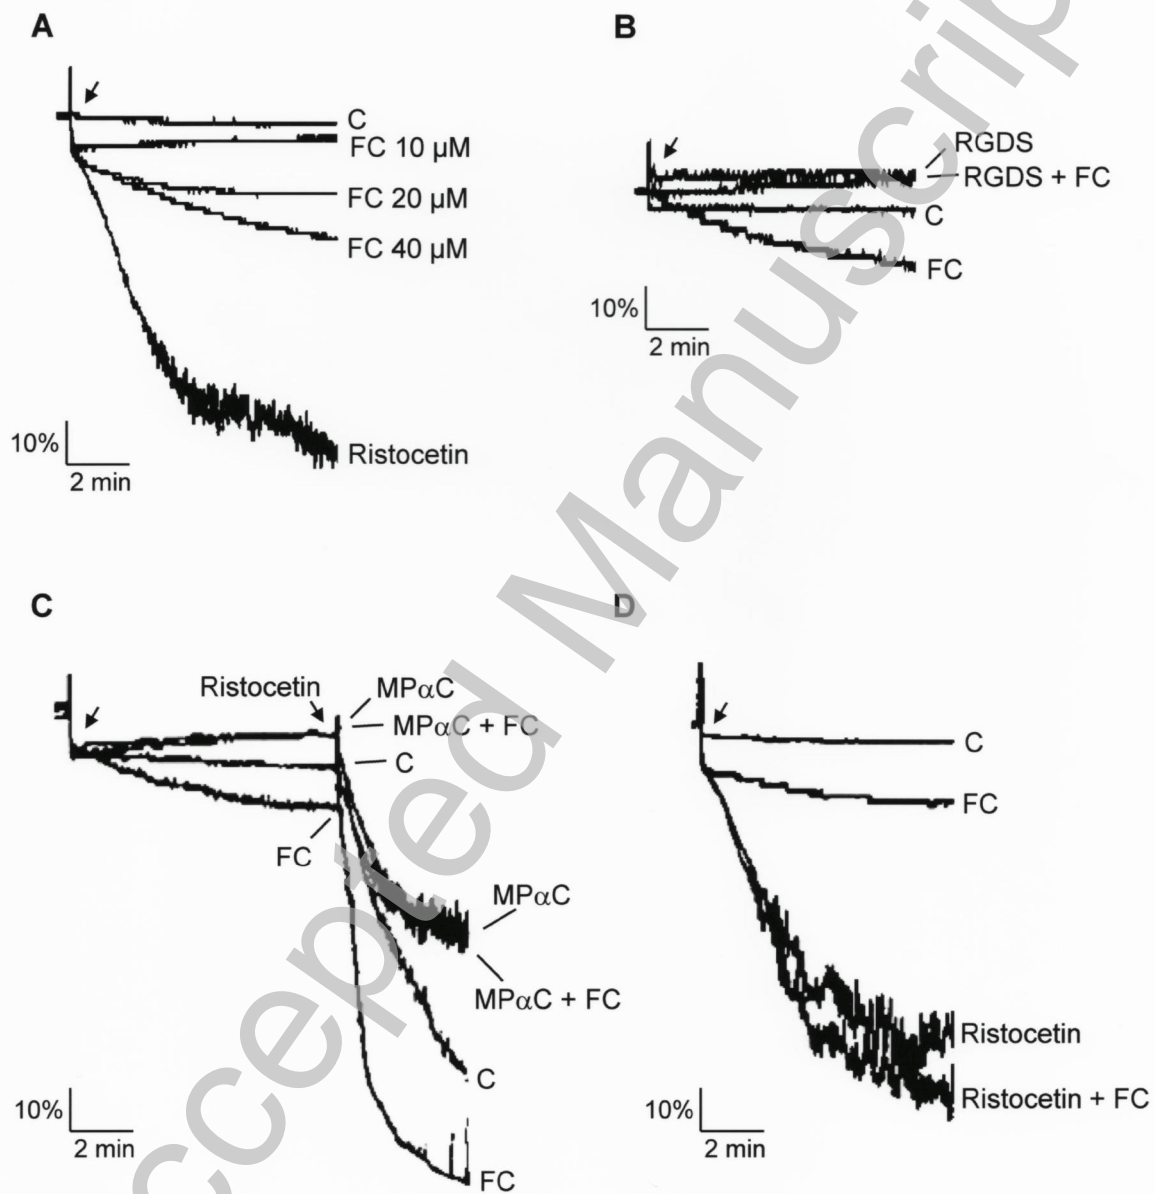 A
C
FC 10 µM
FC 20 µM
FC 40 µM
Ristocetin
10%
2 min
B
RGDS
RGDS + FC
C
FC
10%
2 min
C
Ristocetin
MPαC
MPαC + FC
C
FC
MPαC
MPαC + FC
C
FC
10%
2 min
D
C
FC
Ristocetin
Ristocetin + FC
10%
2 min
ccepted Manuscrip